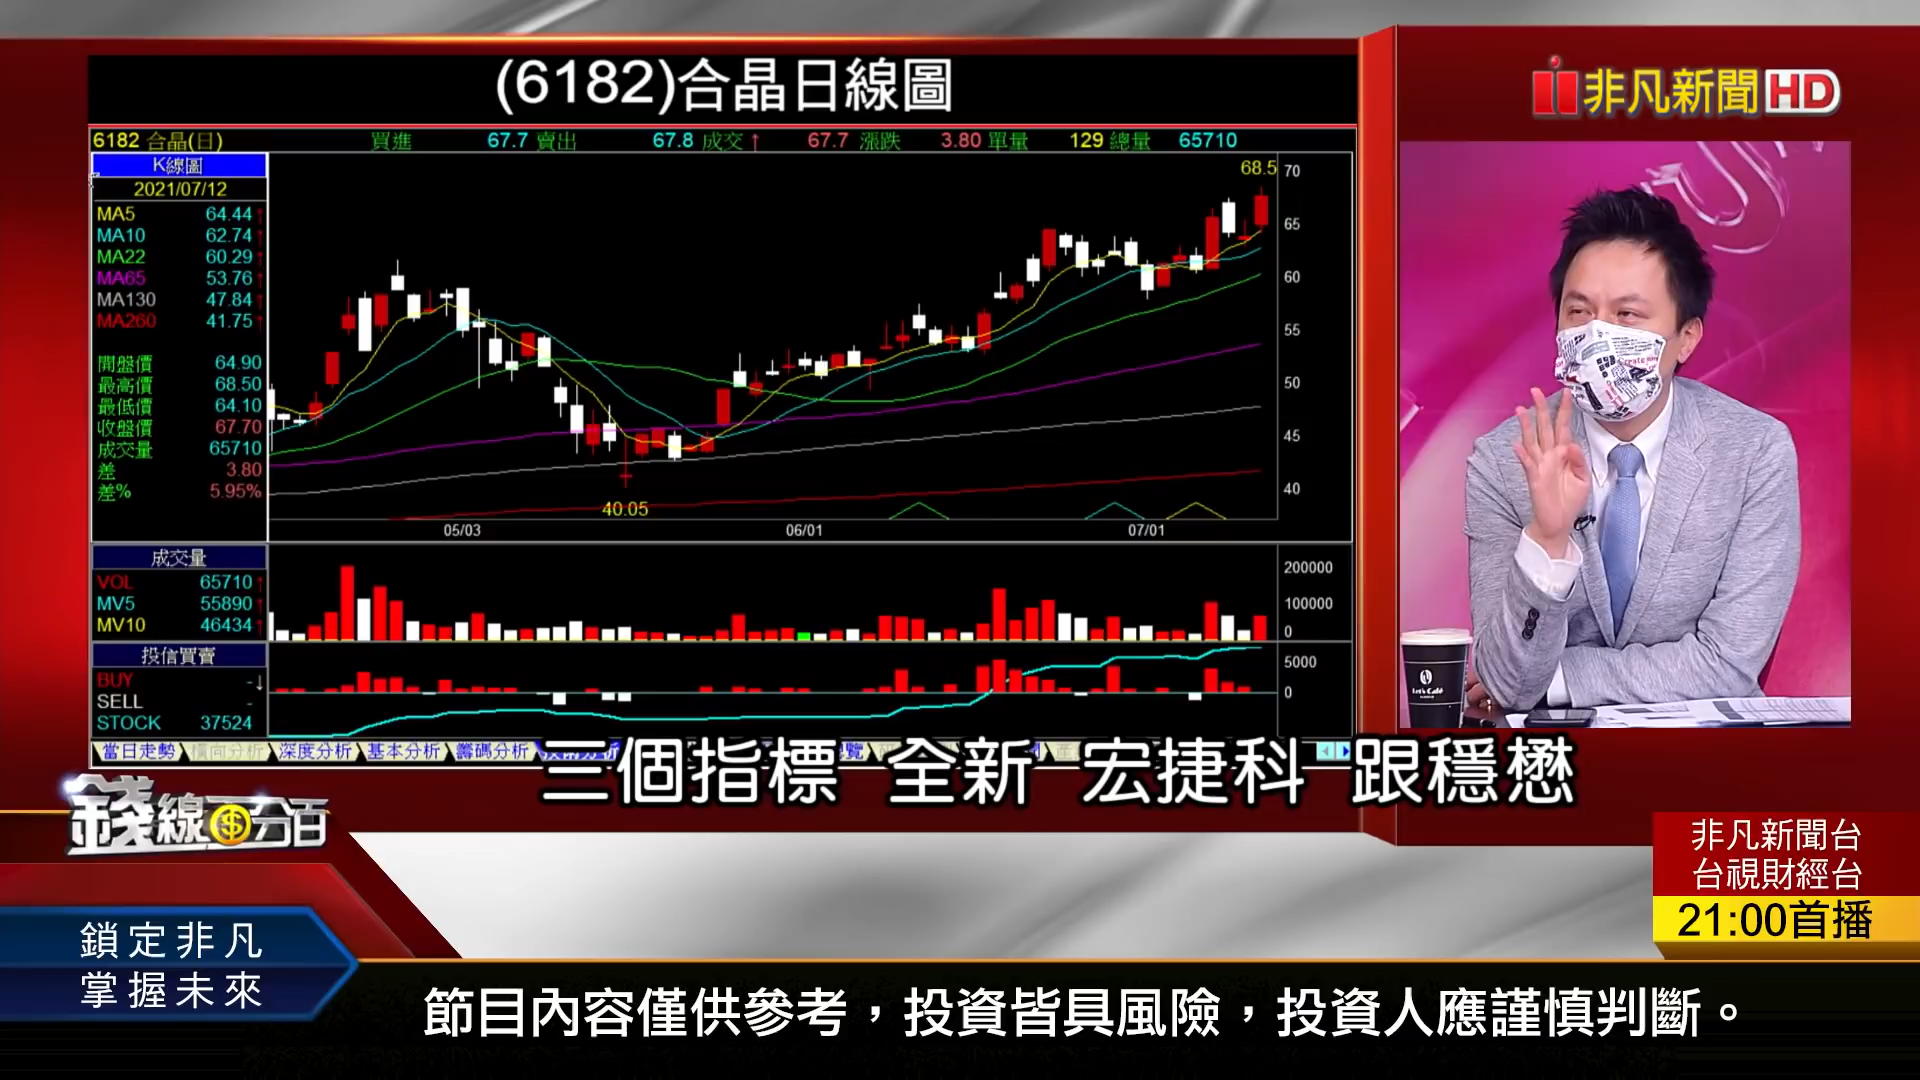 (6182)合晶日線圖
非凡新聞HD
6182 合晶(日) 買進 67.7 賣出 67.8 成交↑ 67.7 漲跌 3.80 單量 129 總量 65710
K線圖
2021/07/12
MA5 64.44↑
MA10 62.74↑
MA22 60.29↑
MA65 53.76↑
MA130 47.84↑
MA260 41.75↑
開盤價 64.90
最高價 68.50
最低價 64.10
收盤價 67.70
成交量 65710
差 3.80
差% 5.95%
68.5
40.05
70
65
60
55
50
45
40
05/03 06/01 07/01
成交量
VOL 65710↑
MV5 55890↑
MV10 46434↑
200000
100000
0
投信買賣
BUY -↓
SELL -
STOCK 37524
5000
0
當日走勢 橫向分析 深度分析 基本分析 籌碼分析
三個指標 全新 宏捷科 跟穩懋
Let's Café
錢線百分百
鎖定非凡
掌握未來
非凡新聞台
台視財經台
21:00首播
節目內容僅供參考，投資皆具風險，投資人應謹慎判斷。